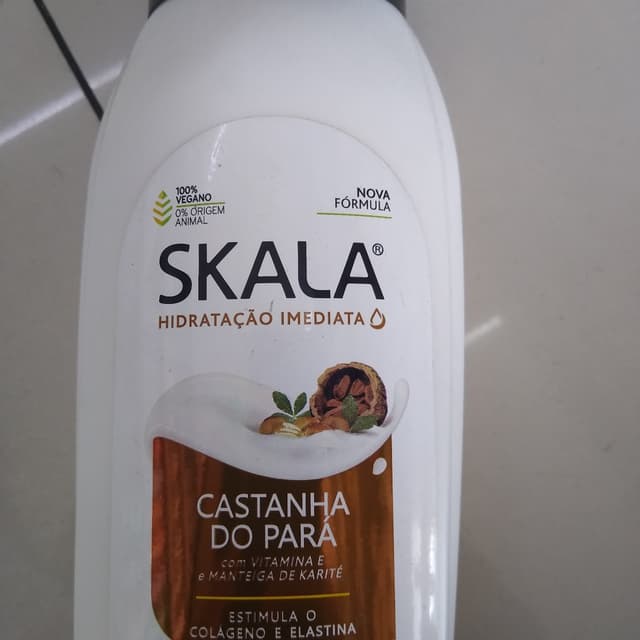 100%
VEGANO
0% ORIGEM
ANIMAL
NOVA
FÓRMULA
SKALA®
HIDRATAÇÃO IMEDIATA
CASTANHA
DO PARÁ
com VITAMINA E
e MANTEIGA DE KARITÉ
ESTIMULA O
COLÁGENO E ELASTINA